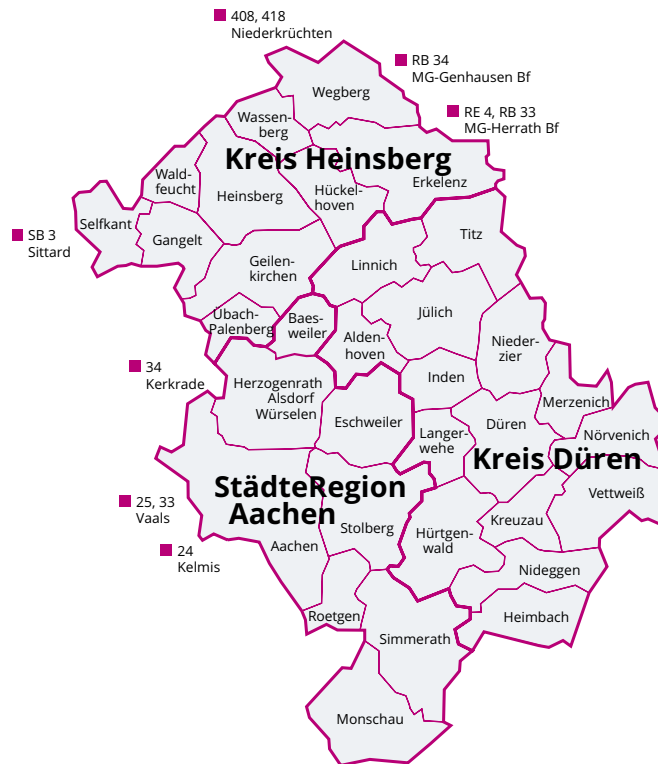 408, 418
Niederkrüchten
RB 34
MG-Genhausen Bf
Wegberg
RE 4, RB 33
MG-Herrath Bf
Wassen-
berg
Kreis Heinsberg
Wald-
feucht
Heinsberg
Hückel-
hoven
Erkelenz
Selfkant
SB 3
Sittard
Gangelt
Titz
Geilen-
kirchen
Linnich
Übach-
Palenberg
Baes-
weiler
Jülich
Alden-
hoven
Nieder-
zier
34
Kerkrade
Herzogenrath
Alsdorf
Würselen
Inden
Merzenich
Eschweiler
Langer-
wehe
Düren
Nörvenich
Kreis Düren
StädteRegion
Aachen
Vettweiß
25, 33
Vaals
Stolberg
Hürtgen-
wald
Kreuzau
24
Kelmis
Aachen
Nideggen
Roetgen
Heimbach
Simmerath
Monschau